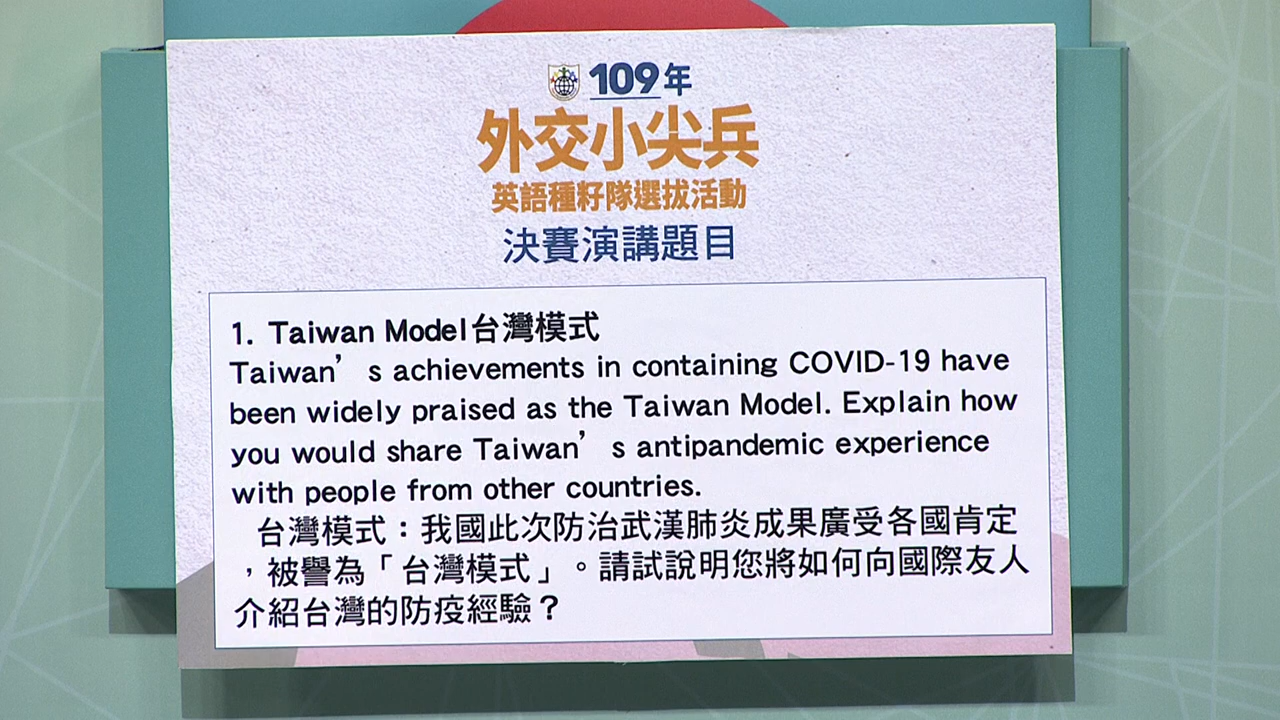 109年
外交小尖兵
英語種籽隊選拔活動
決賽演講題目
1. Taiwan Model台灣模式
Taiwan’s achievements in containing COVID-19 have
been widely praised as the Taiwan Model. Explain how
you would share Taiwan’s antipandemic experience
with people from other countries.
台灣模式：我國此次防治武漢肺炎成果廣受各國肯定
，被譽為「台灣模式」。請試說明您將如何向國際友人
介紹台灣的防疫經驗？